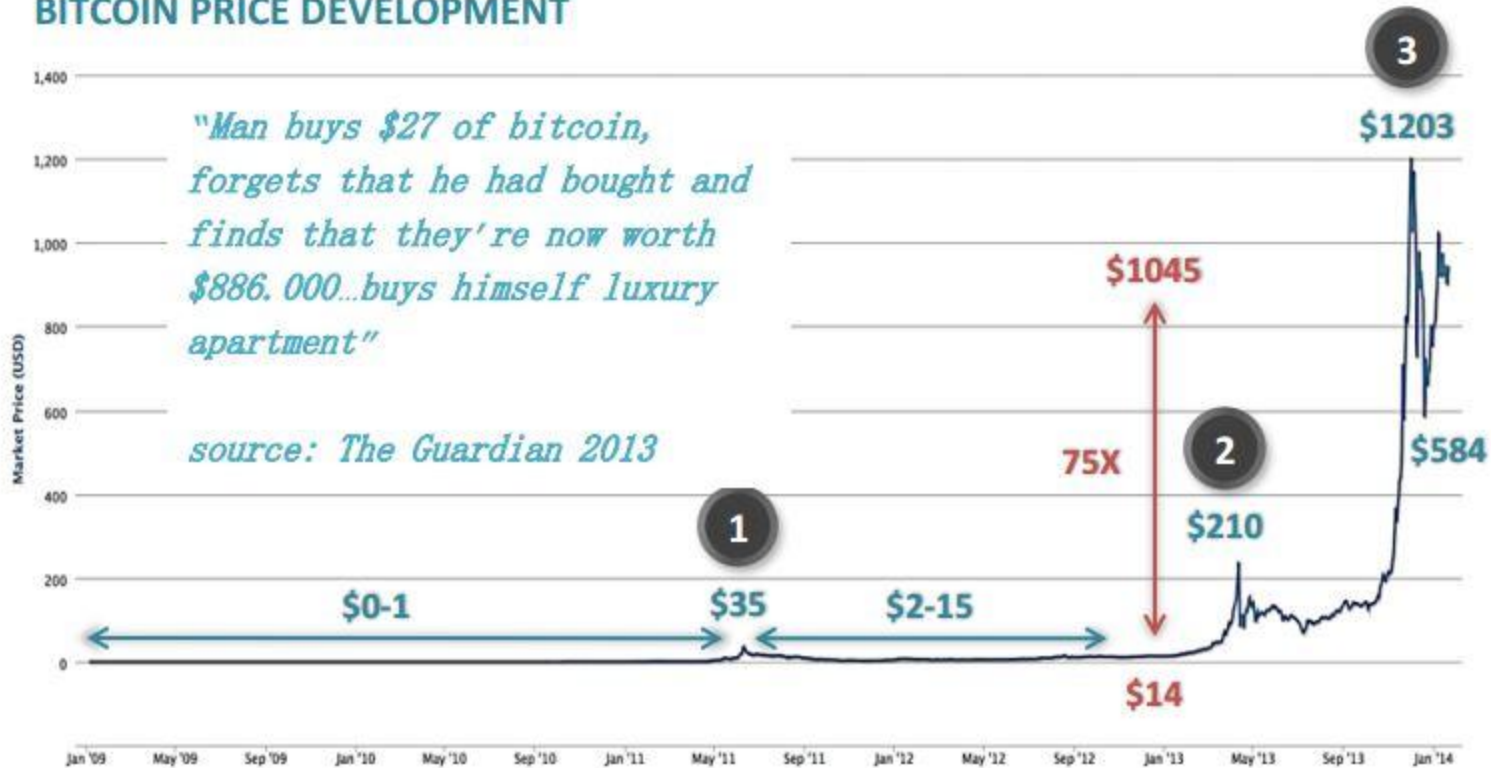 BITCOIN PRICE DEVELOPMENT
3
1,400
$1203
"Man buys $27 of bitcoin,
forgets that he had bought and
finds that they're now worth
$886.000…buys himself luxury
apartment"
source: The Guardian 2013
1,200
1,000
800
600
400
200
0
Market Price (USD)
$1045
75X
2
$584
$210
1
$0-1
$35
$2-15
$14
Jan '09 May '09 Sep '09 Jan '10 May '10 Sep '10 Jan '11 May '11 Sep '11 Jan '12 May '12 Sep '12 Jan '13 May '13 Sep '13 Jan '14